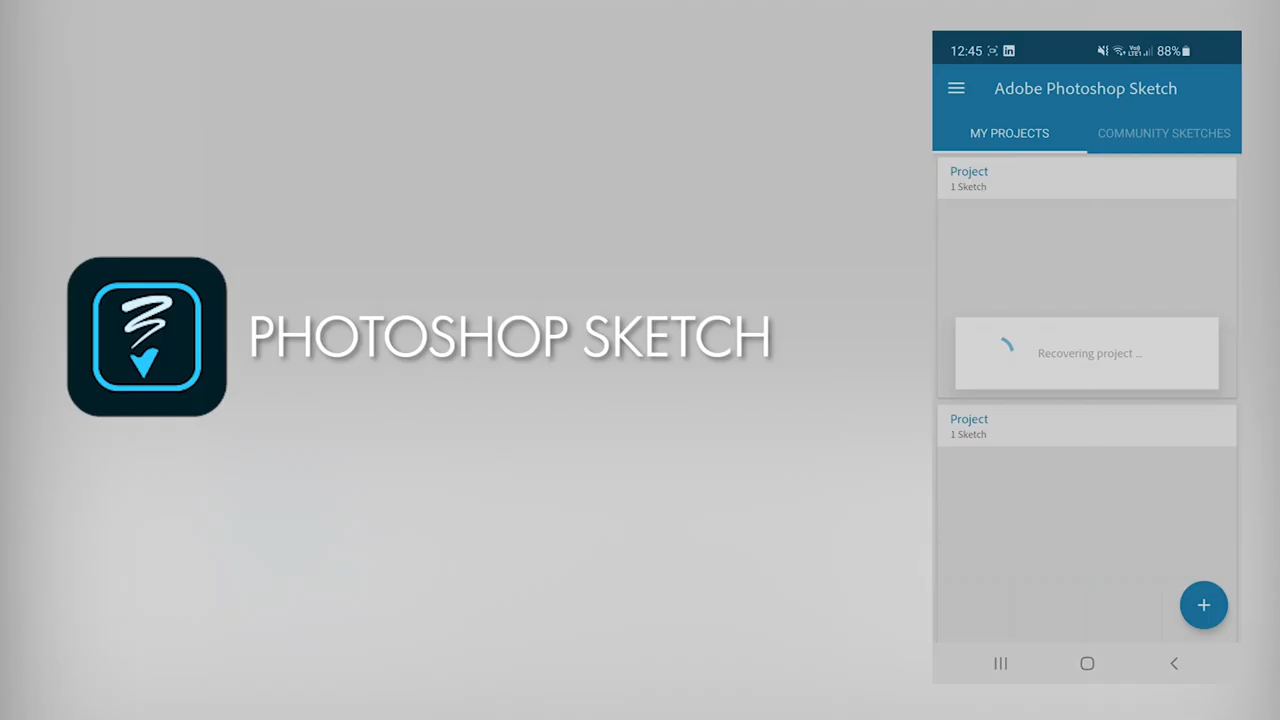 PHOTOSHOP SKETCH
12:45
88%
Adobe Photoshop Sketch
MY PROJECTS
COMMUNITY SKETCHES
Project
1 Sketch
Recovering project ...
Project
1 Sketch